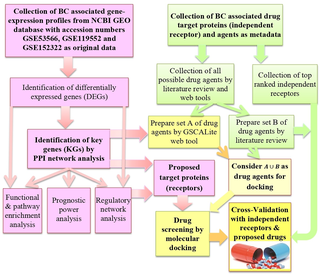 Collection of BC associated gene-
expression profiles from NCBI GEO
database with accession numbers
GSE53566, GSE119552 and
GSE152322 as original data
Collection of BC associated drug
target proteins (independent
receptor) and agents as metadata
Collection of all
possible drug agents by
literature review and
web tools
Collection of top
ranked independent
receptors
Identification of differentially
expressed genes (DEGs)
Prepare set A of drug
agents by GSCALite
web tool
Prepare set B of
drug agents by
literature review
Identification of key
genes (KGs) by
PPI network analysis
Proposed
target proteins
(receptors)
Consider A ∪ B as
drug agents for
docking
Functional
& pathway
enrichment
analysis
Prognostic
power
analysis
Regulatory
network
analysis
Drug
screening by
molecular
docking
Cross-Validation
with independent
receptors &
proposed drugs